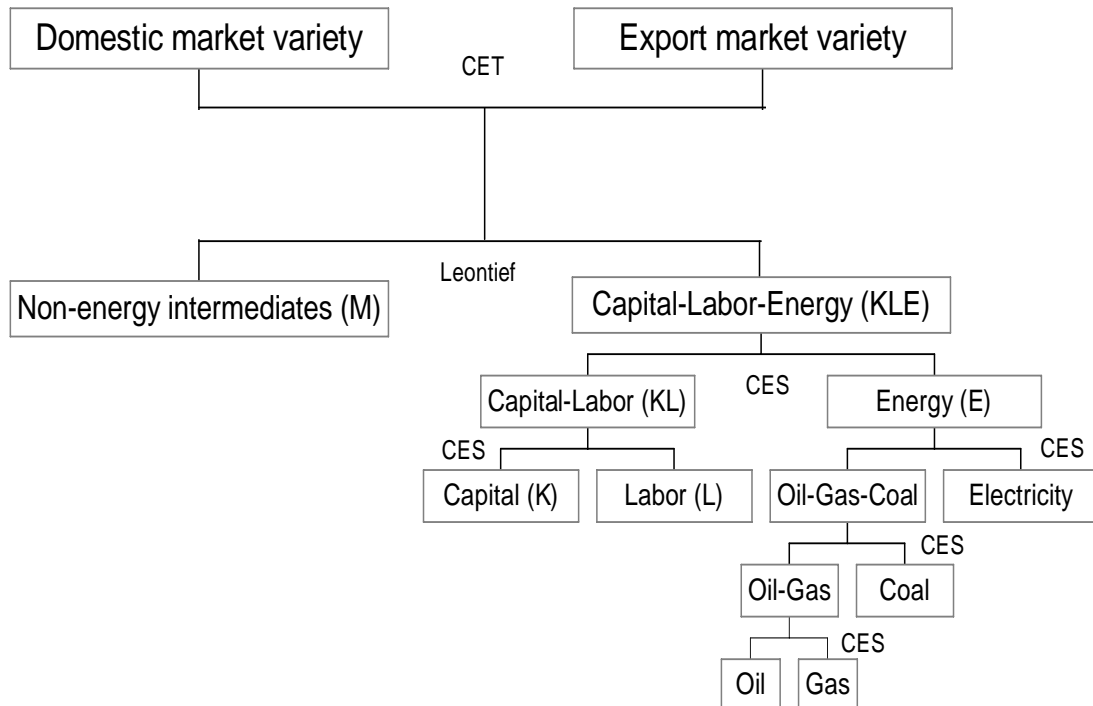 Domestic market variety
Export market variety
CET
Leontief
Non-energy intermediates (M)
Capital-Labor-Energy (KLE)
CES
Capital-Labor (KL)
Energy (E)
CES
CES
Capital (K)
Labor (L)
Oil-Gas-Coal
Electricity
CES
Oil-Gas
Coal
CES
Oil
Gas